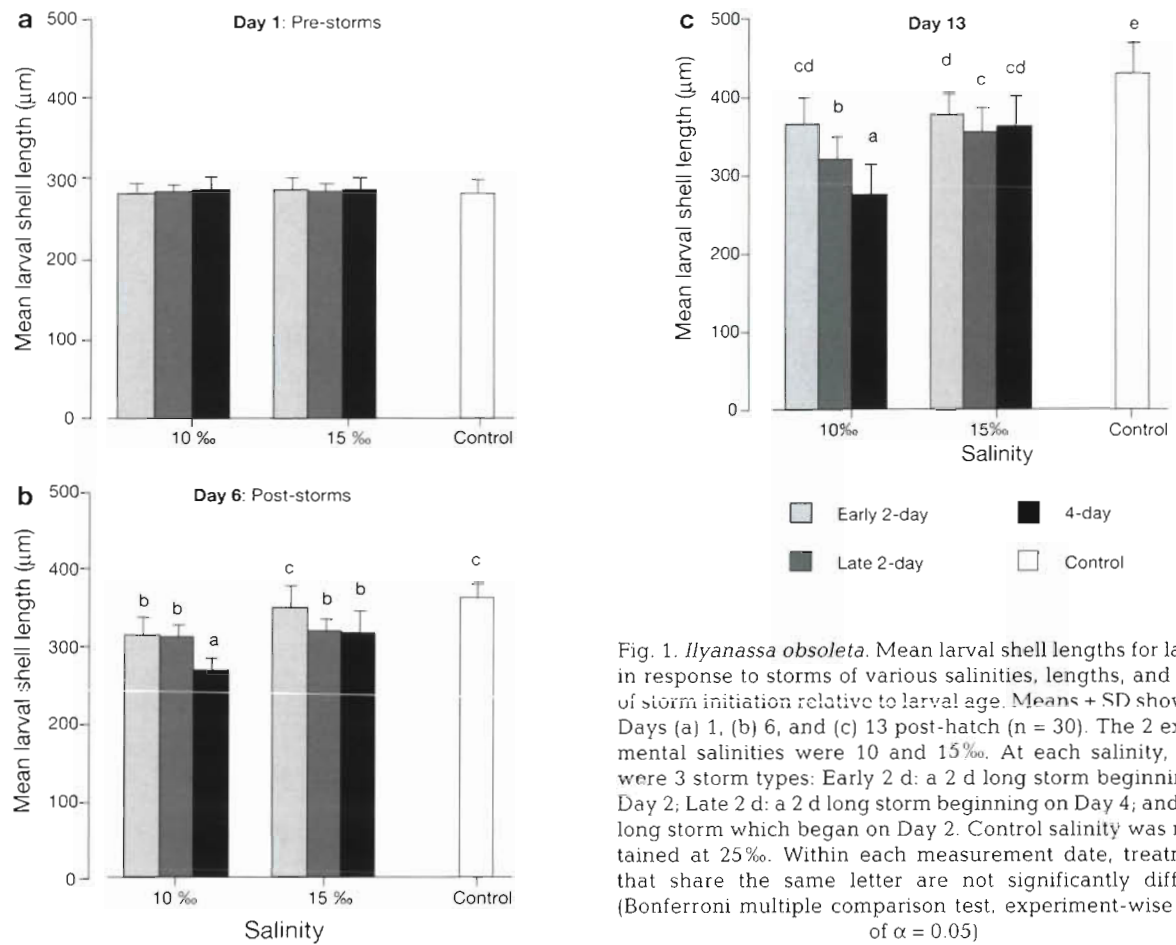 a
Day 1: Pre-storms
Mean larval shell length (µm)
500
400
300
200
100
0
10 ‰
15 ‰
Control
b
Day 6: Post-storms
Mean larval shell length (µm)
500
400
300
200
100
0
b
b
a
c
b
b
c
10 ‰
15 ‰
Control
Salinity
c
Day 13
Mean larval shell length (µm)
500
400
300
200
100
0
cd
b
a
d
c
cd
e
10‰
15‰
Control
Salinity
Early 2-day
4-day
Late 2-day
Control
Fig. 1. Ilyanassa obsoleta. Mean larval shell lengths for
in response to storms of various salinities, lengths, and
of storm initiation relative to larval age. Means + SD
Days (a) 1, (b) 6, and (c) 13 post-hatch (n = 30). The 2
mental salinities were 10 and 15‰. At each salinity,
were 3 storm types: Early 2 d: a 2 d long storm
Day 2; Late 2 d: a 2 d long storm beginning on Day 4; and
long storm which began on Day 2. Control salinity was
tained at 25‰. Within each measurement date,
that share the same letter are not significantly
(Bonferroni multiple comparison test, experiment-wise
of α = 0.05)